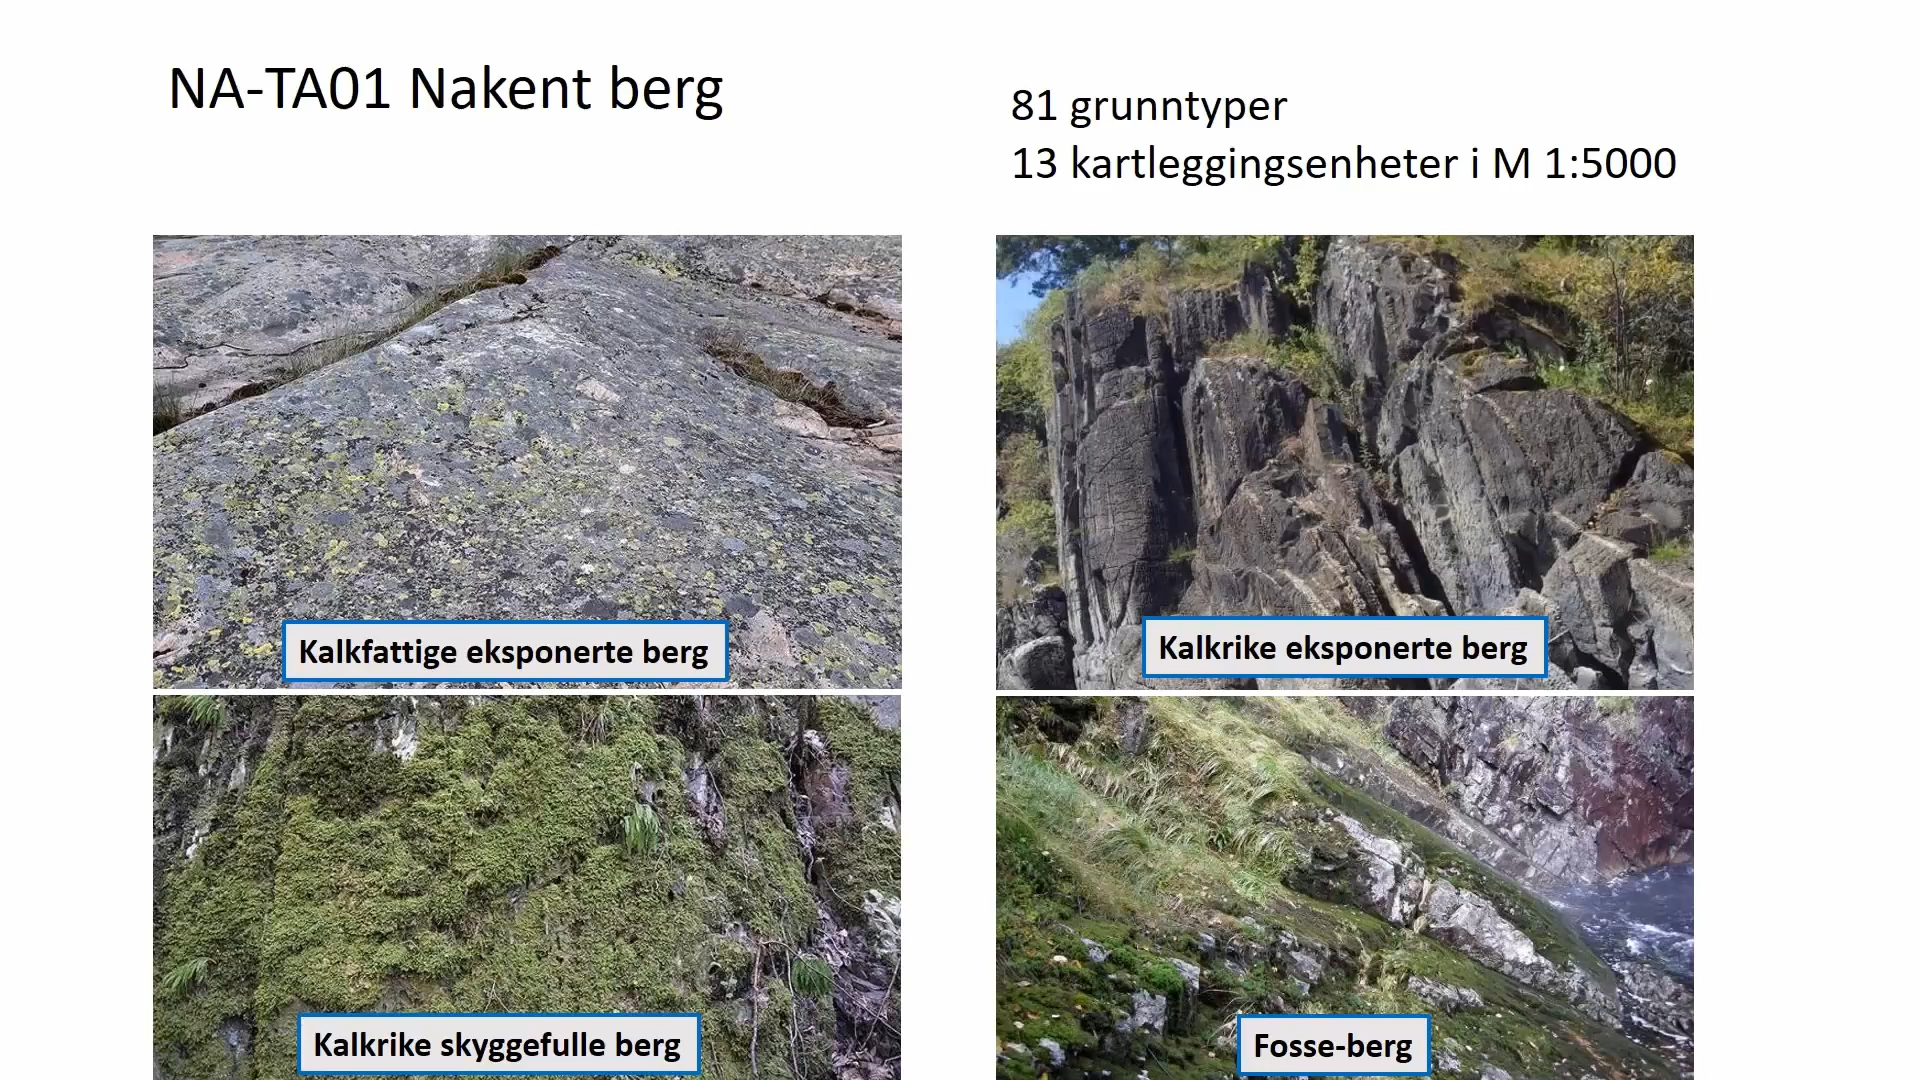 NA-TA01 Nakent berg
81 grunntyper
13 kartleggingsenheter i M 1:5000
Kalkfattige eksponerte berg
Kalkrike eksponerte berg
Kalkrike skyggefulle berg
Fosse-berg